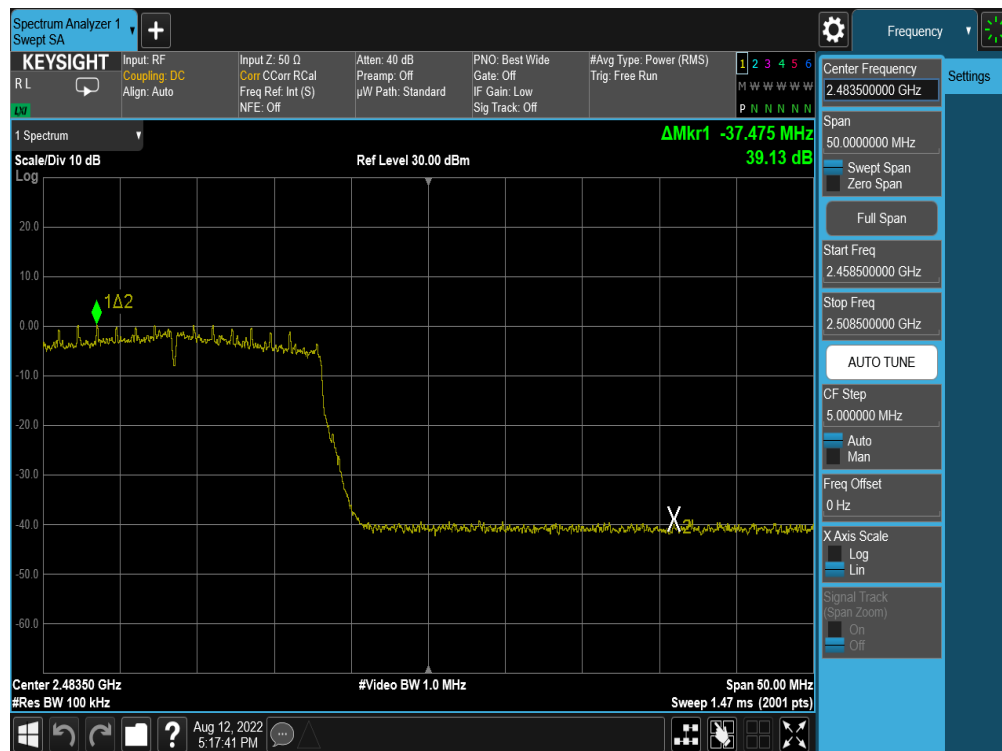 Spectrum Analyzer 1
Swept SA
+
Frequency
KEYSIGHT
R L
LXI
Input: RF
Coupling: DC
Align: Auto
Input Z: 50 Ω
Corr CCorr RCal
Freq Ref: Int (S)
NFE: Off
Atten: 40 dB
Preamp: Off
µW Path: Standard
PNO: Best Wide
Gate: Off
IF Gain: Low
Sig Track: Off
#Avg Type: Power (RMS)
Trig: Free Run
1 2 3 4 5 6
M W W W W W
P N N N N N
1 Spectrum
Scale/Div 10 dB
Log
Ref Level 30.00 dBm
ΔMkr1 -37.475 MHz
39.13 dB
20.0
10.0
0.00
-10.0
-20.0
-30.0
-40.0
-50.0
-60.0
1Δ2
X2
Center 2.48350 GHz
#Res BW 100 kHz
#Video BW 1.0 MHz
Span 50.00 MHz
Sweep 1.47 ms (2001 pts)
Aug 12, 2022
5:17:41 PM
?
Center Frequency
2.483500000 GHz
Settings
Span
50.0000000 MHz
Swept Span
Zero Span
Full Span
Start Freq
2.458500000 GHz
Stop Freq
2.508500000 GHz
AUTO TUNE
CF Step
5.000000 MHz
Auto
Man
Freq Offset
0 Hz
X Axis Scale
Log
Lin
Signal Track
(Span Zoom)
On
Off